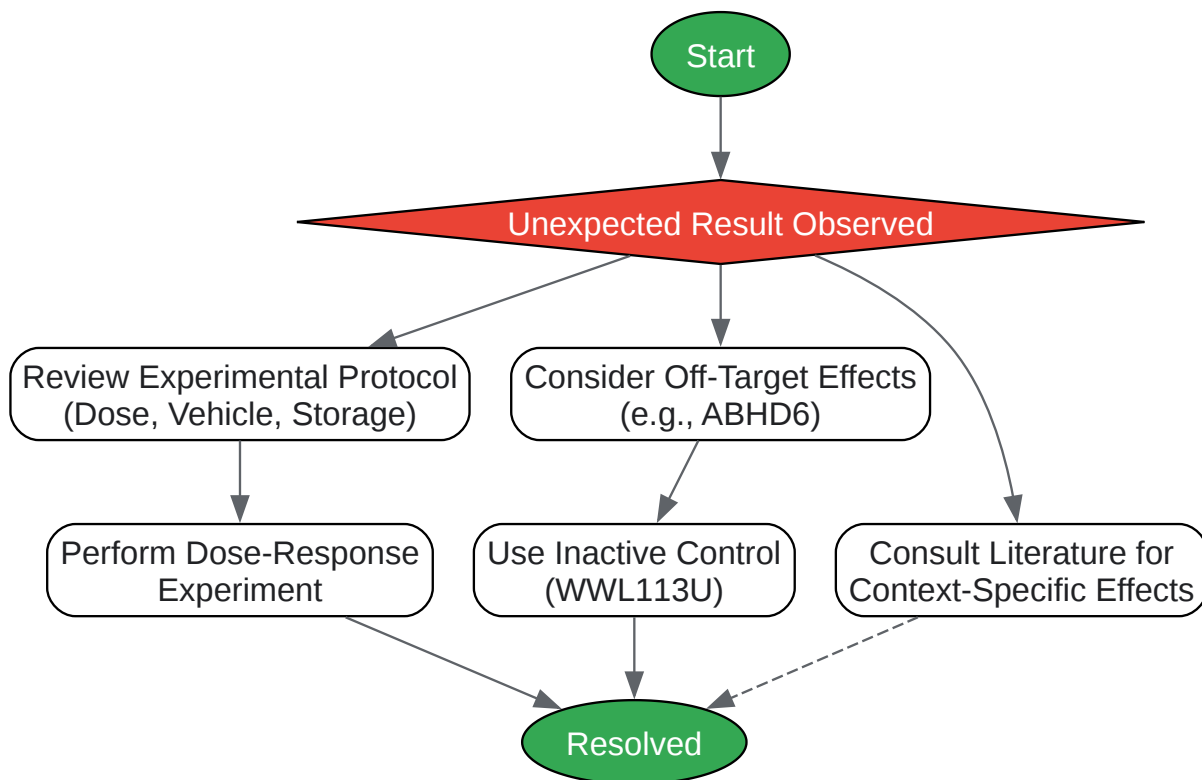 Start
Unexpected Result Observed
Review Experimental Protocol
(Dose, Vehicle, Storage)
Consider Off-Target Effects
(e.g., ABHD6)
Perform Dose-Response
Experiment
Use Inactive Control
(WWL113U)
Consult Literature for
Context-Specific Effects
Resolved